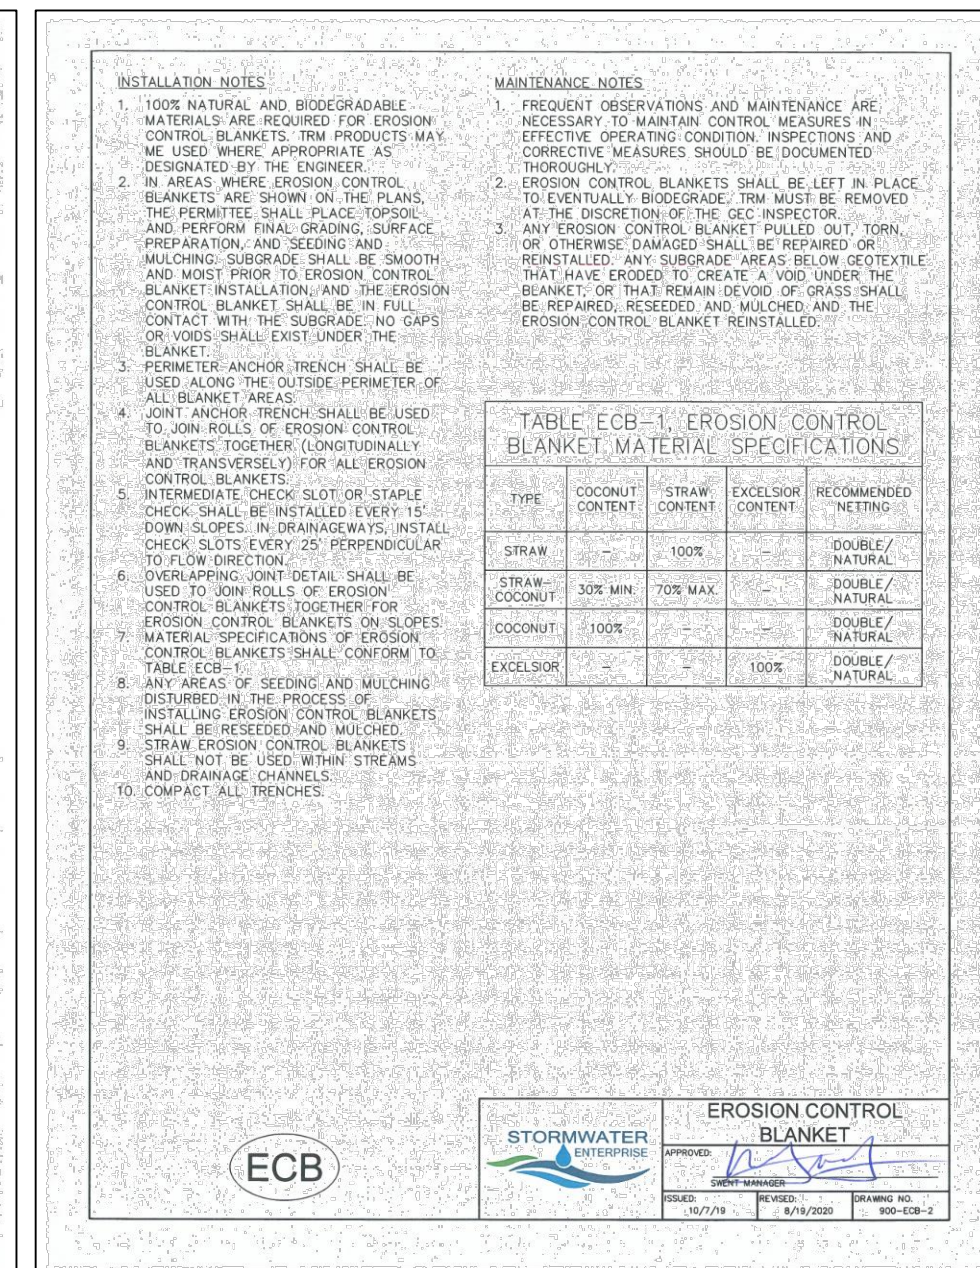 INSTALLATION NOTES
1. 100% NATURAL AND BIODEGRADABLE
MATERIALS ARE REQUIRED FOR EROSION
CONTROL BLANKETS. TRM PRODUCTS MAY
ME USED WHERE APPROPRIATE AS
DESIGNATED BY THE ENGINEER.
2. IN AREAS WHERE EROSION CONTROL
BLANKETS ARE SHOWN ON THE PLANS,
THE PERMITTEE SHALL PLACE TOPSOIL
AND PERFORM FINAL GRADING, SURFACE
PREPARATION, AND SEEDING AND
MULCHING. SUBGRADE SHALL BE SMOOTH
AND MOIST PRIOR TO EROSION CONTROL
BLANKET INSTALLATION, AND THE EROSION
CONTROL BLANKET SHALL BE IN FULL
CONTACT WITH THE SUBGRADE. NO GAPS
OR VOIDS SHALL EXIST UNDER THE
BLANKET.
3. PERIMETER ANCHOR TRENCH SHALL BE
USED ALONG THE OUTSIDE PERIMETER OF
ALL BLANKET AREAS.
4. JOINT ANCHOR TRENCH SHALL BE USED
TO JOIN ROLLS OF EROSION CONTROL
BLANKETS TOGETHER (LONGITUDINALLY
AND TRANSVERSELY) FOR ALL EROSION
CONTROL BLANKETS.
5. INTERMEDIATE CHECK SLOT OR STAPLE
CHECK SHALL BE INSTALLED EVERY 15'
DOWN SLOPES. IN DRAINAGEWAYS, INSTALL
CHECK SLOTS EVERY 25' PERPENDICULAR
TO FLOW DIRECTION.
6. OVERLAPPING JOINT DETAIL SHALL BE
USED TO JOIN ROLLS OF EROSION
CONTROL BLANKETS TOGETHER FOR
EROSION CONTROL BLANKETS ON SLOPES.
7. MATERIAL SPECIFICATIONS OF EROSION
CONTROL BLANKETS SHALL CONFORM TO
TABLE ECB-1.
8. ANY AREAS OF SEEDING AND MULCHING
DISTURBED IN THE PROCESS OF
INSTALLING EROSION CONTROL BLANKETS
SHALL BE RESEEDED AND MULCHED.
9. STRAW EROSION CONTROL BLANKETS
SHALL NOT BE USED WITHIN STREAMS
AND DRAINAGE CHANNELS.
10. COMPACT ALL TRENCHES.
MAINTENANCE NOTES
1. FREQUENT OBSERVATIONS AND MAINTENANCE ARE
NECESSARY TO MAINTAIN CONTROL MEASURES IN
EFFECTIVE OPERATING CONDITION. INSPECTIONS AND
CORRECTIVE MEASURES SHOULD BE DOCUMENTED
THOROUGHLY.
2. EROSION CONTROL BLANKETS SHALL BE LEFT IN PLACE
TO EVENTUALLY BIODEGRADE. TRM MUST BE REMOVED
AT THE DISCRETION OF THE GEC INSPECTOR.
3. ANY EROSION CONTROL BLANKET PULLED OUT, TORN,
OR OTHERWISE DAMAGED SHALL BE REPAIRED OR
REINSTALLED. ANY SUBGRADE AREAS BELOW GEOTEXTILE
THAT HAVE ERODED TO CREATE A VOID UNDER THE
BLANKET, OR THAT REMAIN DEVOID OF GRASS SHALL
BE REPAIRED, RESEEDED AND MULCHED AND THE
EROSION CONTROL BLANKET REINSTALLED.
TABLE ECB-1, EROSION CONTROL
BLANKET MATERIAL SPECIFICATIONS
TYPE COCONUT CONTENT STRAW CONTENT EXCELSIOR CONTENT RECOMMENDED NETTING
STRAW - 100% - DOUBLE/ NATURAL
STRAW-COCONUT 30% MIN. 70% MAX. - DOUBLE/ NATURAL
COCONUT 100% - - DOUBLE/ NATURAL
EXCELSIOR - - 100% DOUBLE/ NATURAL
ECB
STORMWATER
ENTERPRISE
EROSION CONTROL
BLANKET
APPROVED:
SWENT MANAGER
ISSUED: 10/7/19
REVISED: 8/19/2020
DRAWING NO. 900-ECB-2